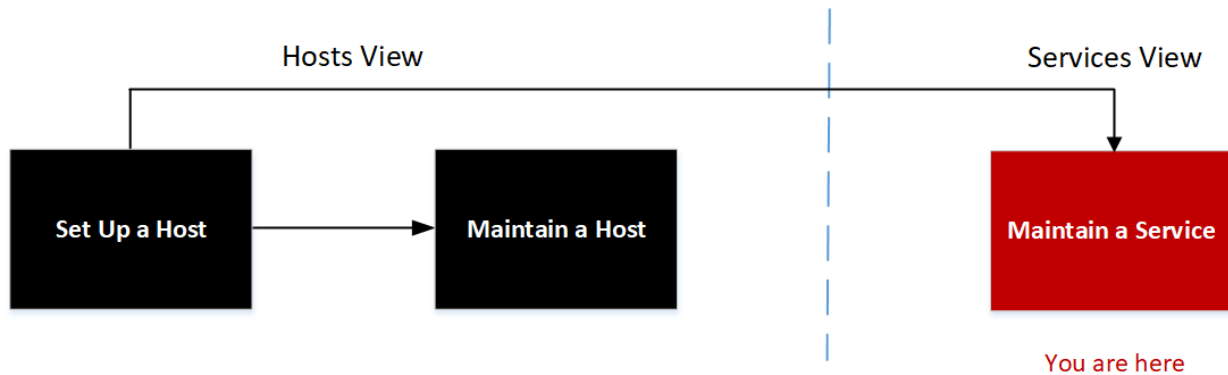 Hosts View
Services View
Set Up a Host
Maintain a Host
Maintain a Service
You are here